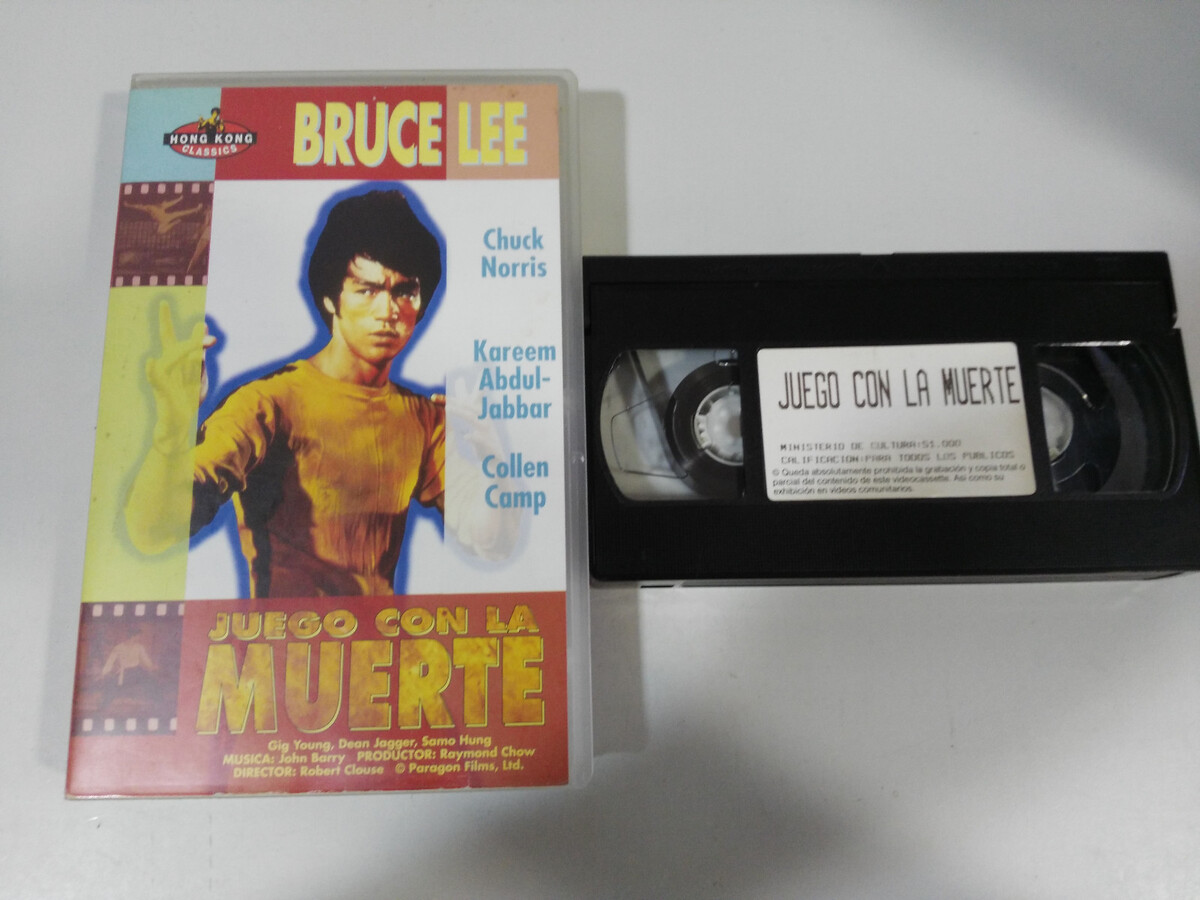 HONG KONG
CLASSICS
BRUCE LEE
Chuck
Norris
Kareem
Abdul-
Jabbar
Collen
Camp
JUEGO CON LA
MUERTE
Gig Young, Dean Jagger, Samo Hung
MUSICA: John Barry PRODUCTOR: Raymond Chow
DIRECTOR: Robert Clouse © Paragon Films, Ltd.
JUEGO CON LA MUERTE
MINISTERIO DE CULTURA:51.000
CALIFICACION:PARA TODOS LOS PUBLICOS
© Queda absolutamente prohibida la grabación y copia total o
parcial del contenido de este videocassette. Asi como su
exhibición en videos comunitarios.